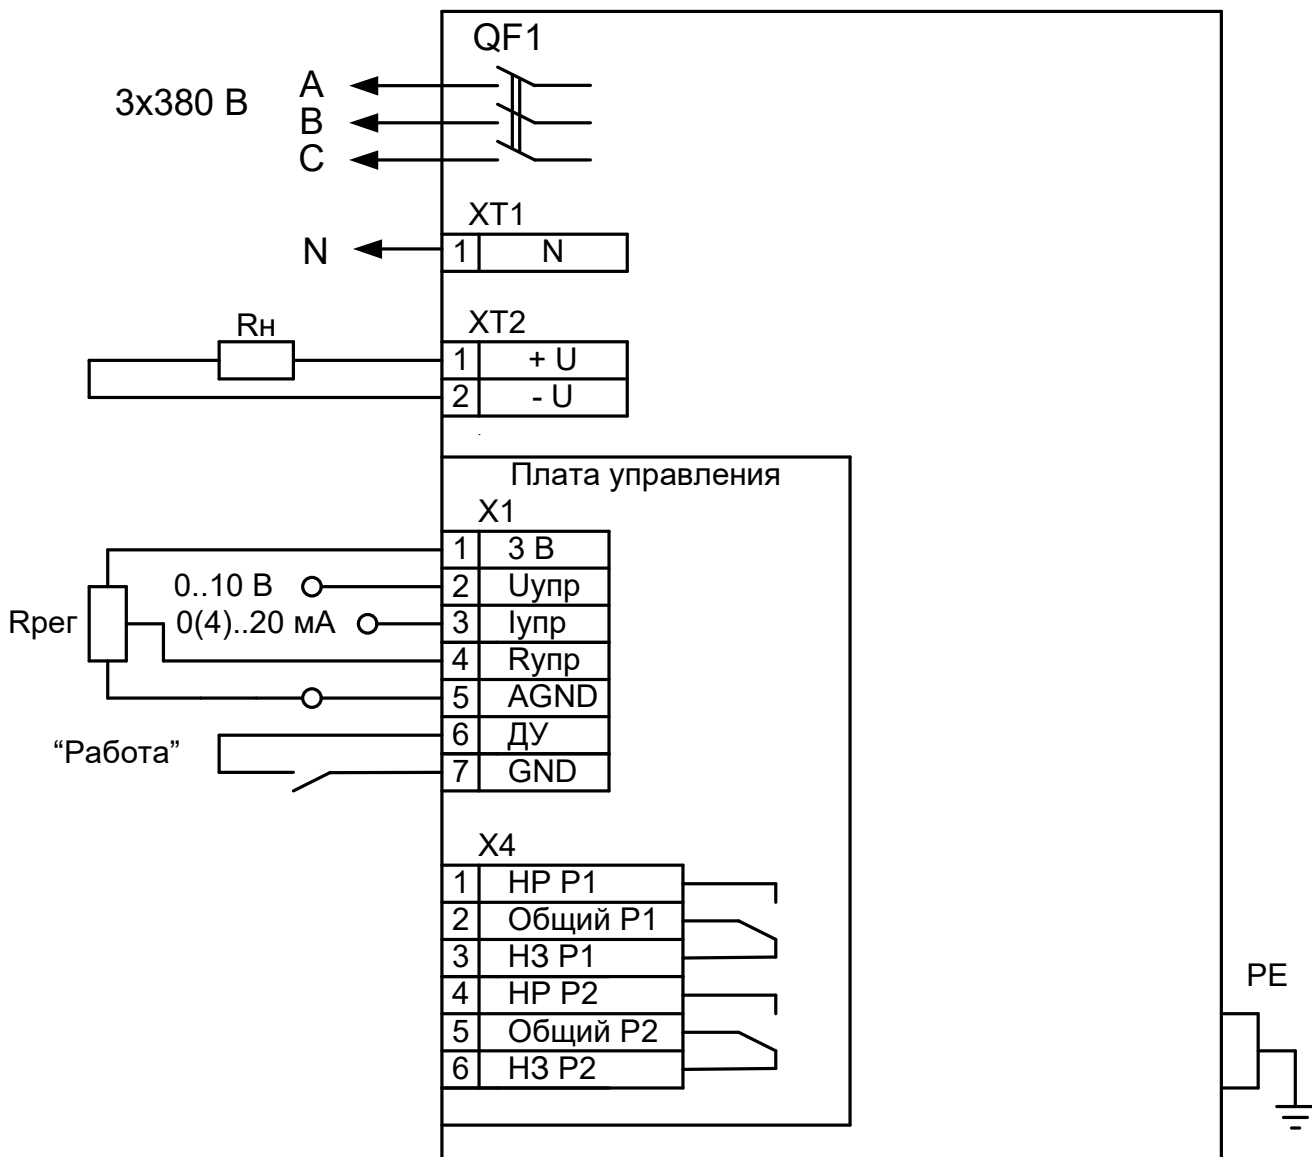 QF1
3x380 В
A
B
C
XT1
N
1 N
Rн
XT2
1 + U
2 - U
Плата управления
X1
1 3 В
0..10 В 2 Uупр
Rрег 0(4)..20 мА 3 Iупр
4 Rупр
5 AGND
“Работа” 6 ДУ
7 GND
X4
1 НР Р1
2 Общий Р1
3 НЗ Р1
4 НР Р2
5 Общий Р2
6 НЗ Р2
PE